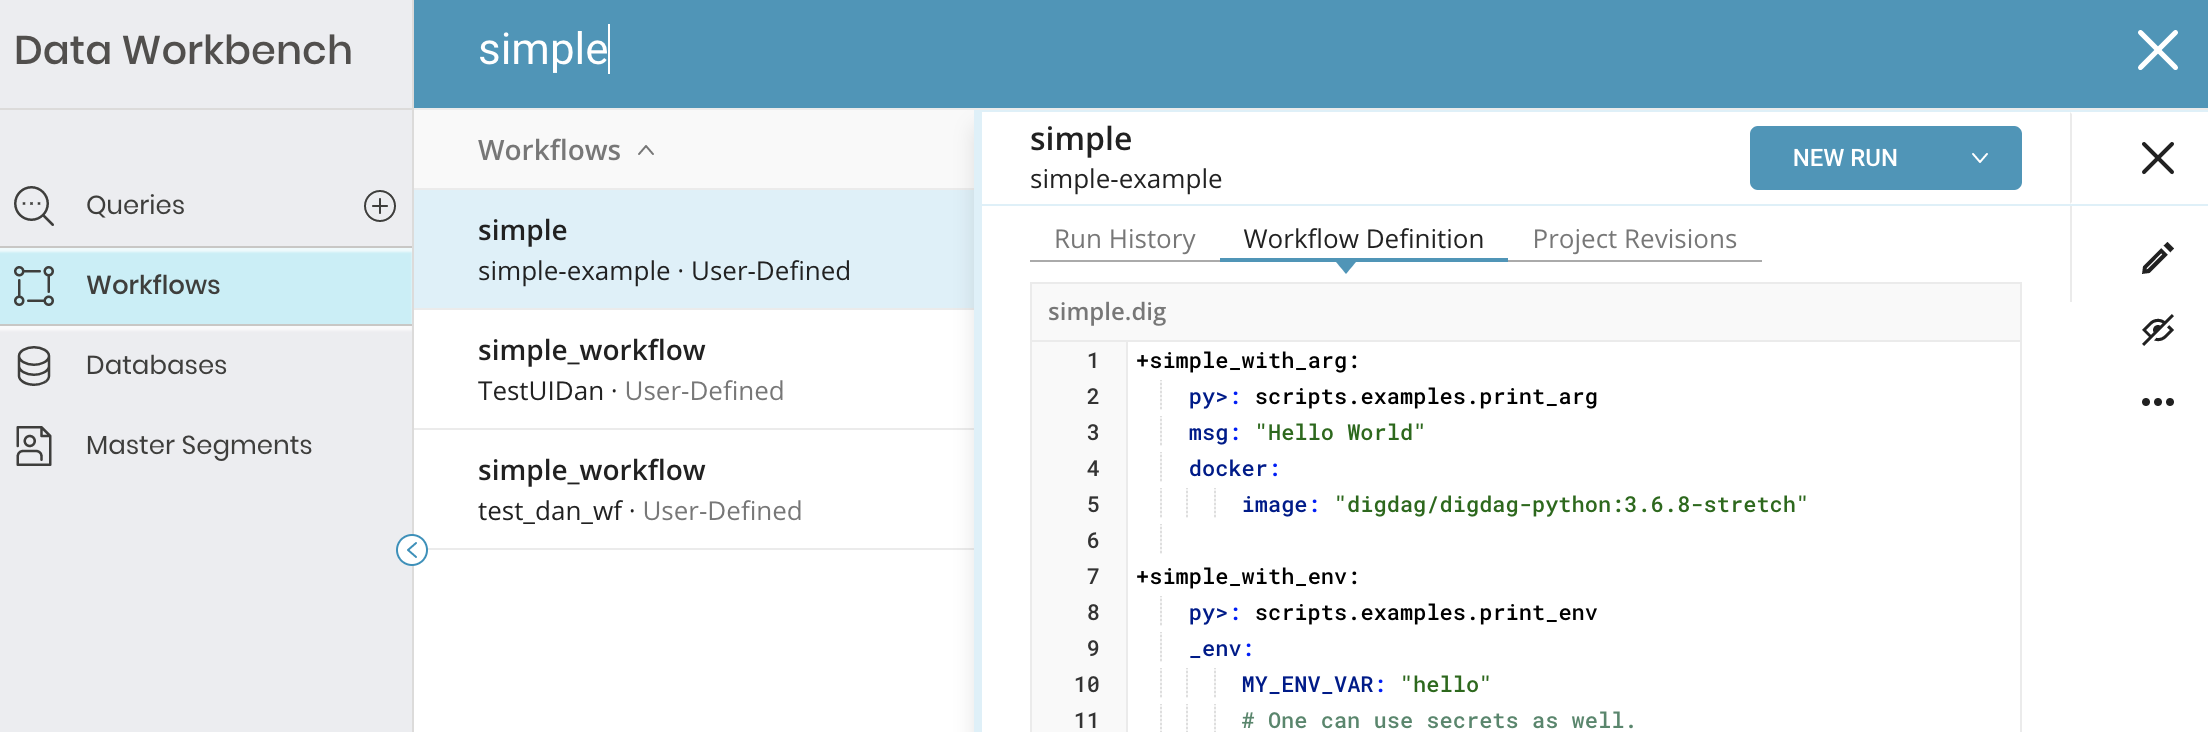 Data Workbench
simple
Queries
Workflows
Databases
Master Segments
Workflows
simple
simple-example · User-Defined
simple_workflow
TestUIDan · User-Defined
simple_workflow
test_dan_wf · User-Defined
simple
simple-example
NEW RUN
Run History Workflow Definition Project Revisions
simple.dig
1 +simple_with_arg:
2 py>: scripts.examples.print_arg
3 msg: "Hello World"
4 docker:
5 image: "digdag/digdag-python:3.6.8-stretch"
6
7 +simple_with_env:
8 py>: scripts.examples.print_env
9 _env:
10 MY_ENV_VAR: "hello"
11 # One can use secrets as well.